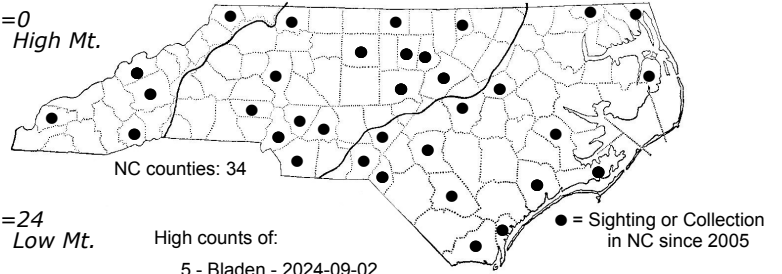 =0
High Mt.
NC counties: 34
=24
Low Mt.
High counts of:
5 - Bladen - 2024-09-02
● = Sighting or Collection
in NC since 2005